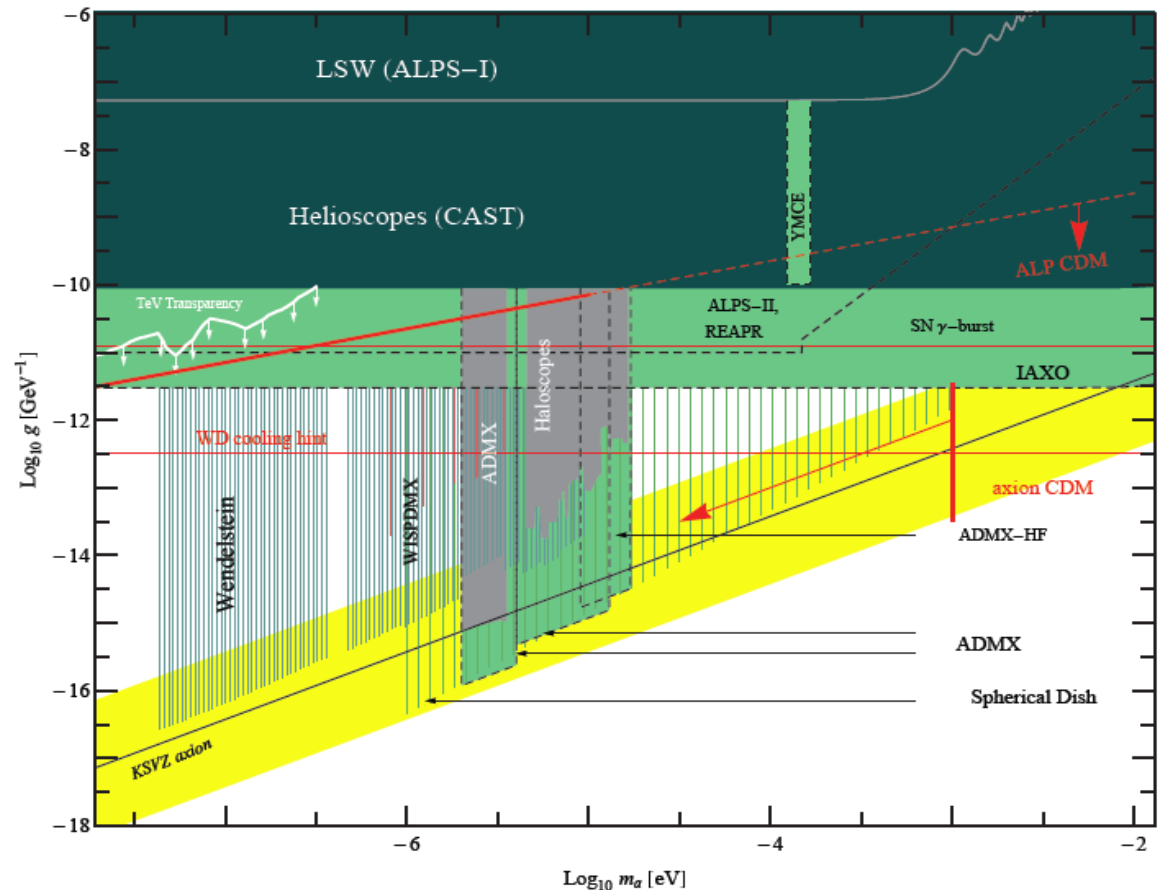 −6
LSW (ALPS−I)
−8
Helioscopes (CAST)
YMCE
ALP CDM
−10
TeV Transparency
ALPS−II,
REAPR
SN γ−burst
IAXO
−12
WD cooling hint
Wendelstein
WISPDMX
ADMX
Haloscopes
axion CDM
ADMX−HF
−14
ADMX
−16
Spherical Dish
KSVZ axion
−18
−6
−4
−2
Log₁₀ g [GeV⁻¹]
Log₁₀ mₐ [eV]